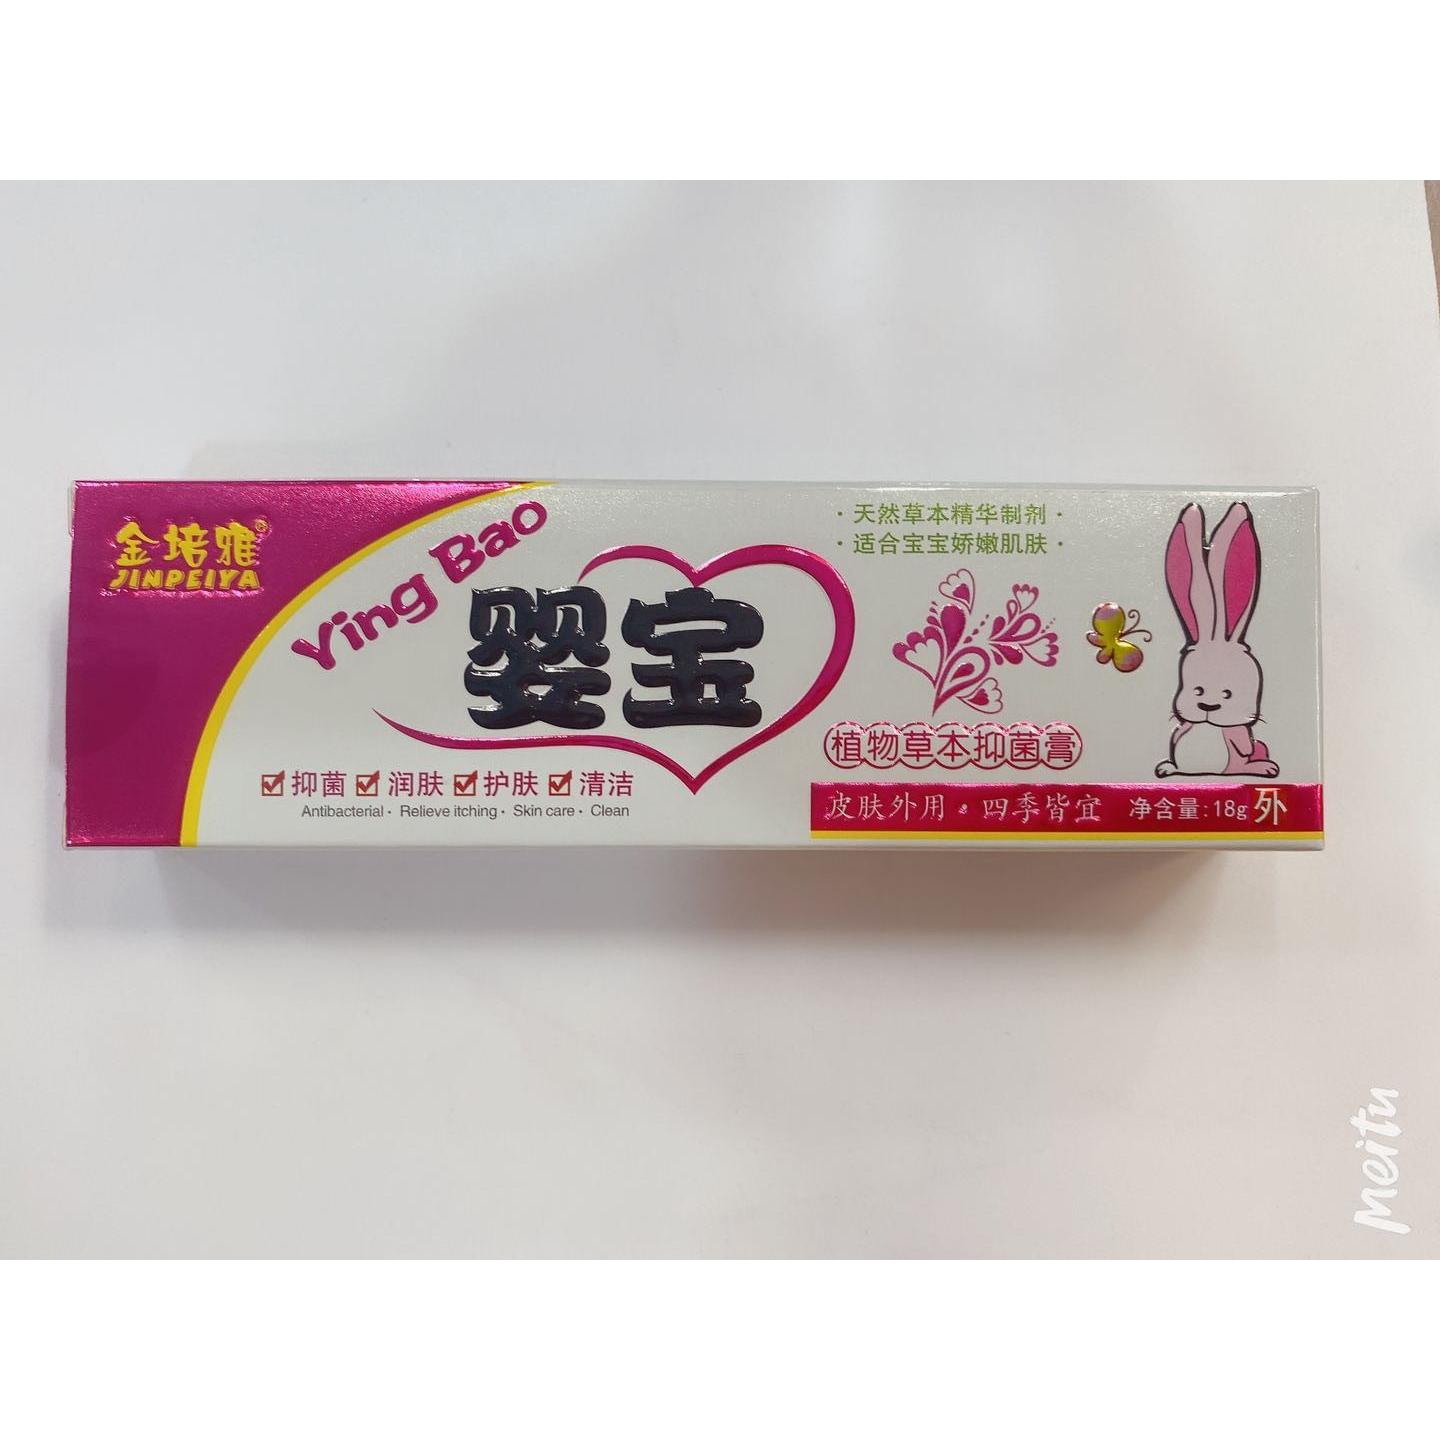 金培雅®
JINPEIYA
Ying Bao
婴宝
☑抑菌 ☑润肤 ☑护肤 ☑清洁
Antibacterial · Relieve itching · Skin care · Clean
· 天然草本精华制剂 ·
· 适合宝宝娇嫩肌肤 ·
植物草本抑菌膏
皮肤外用 · 四季皆宜 净含量:18g 外
meitu